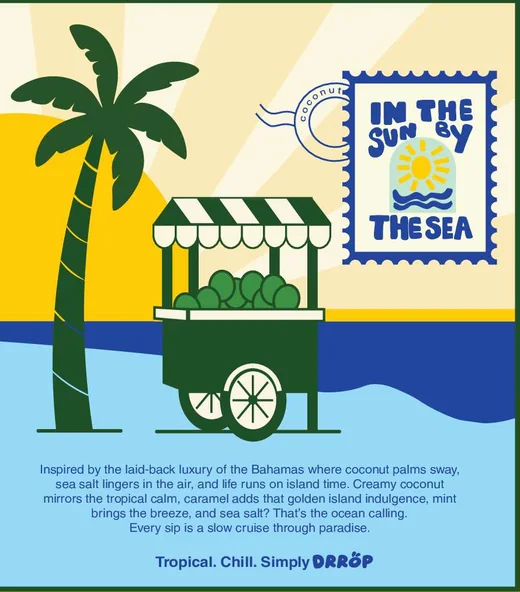 coconut
IN THE
SUN BY
THE SEA
Inspired by the laid-back luxury of the Bahamas where coconut palms sway,
sea salt lingers in the air, and life runs on island time. Creamy coconut
mirrors the tropical calm, caramel adds that golden island indulgence, mint
brings the breeze, and sea salt? That's the ocean calling.
Every sip is a slow cruise through paradise.
Tropical. Chill. Simply DRRÖP